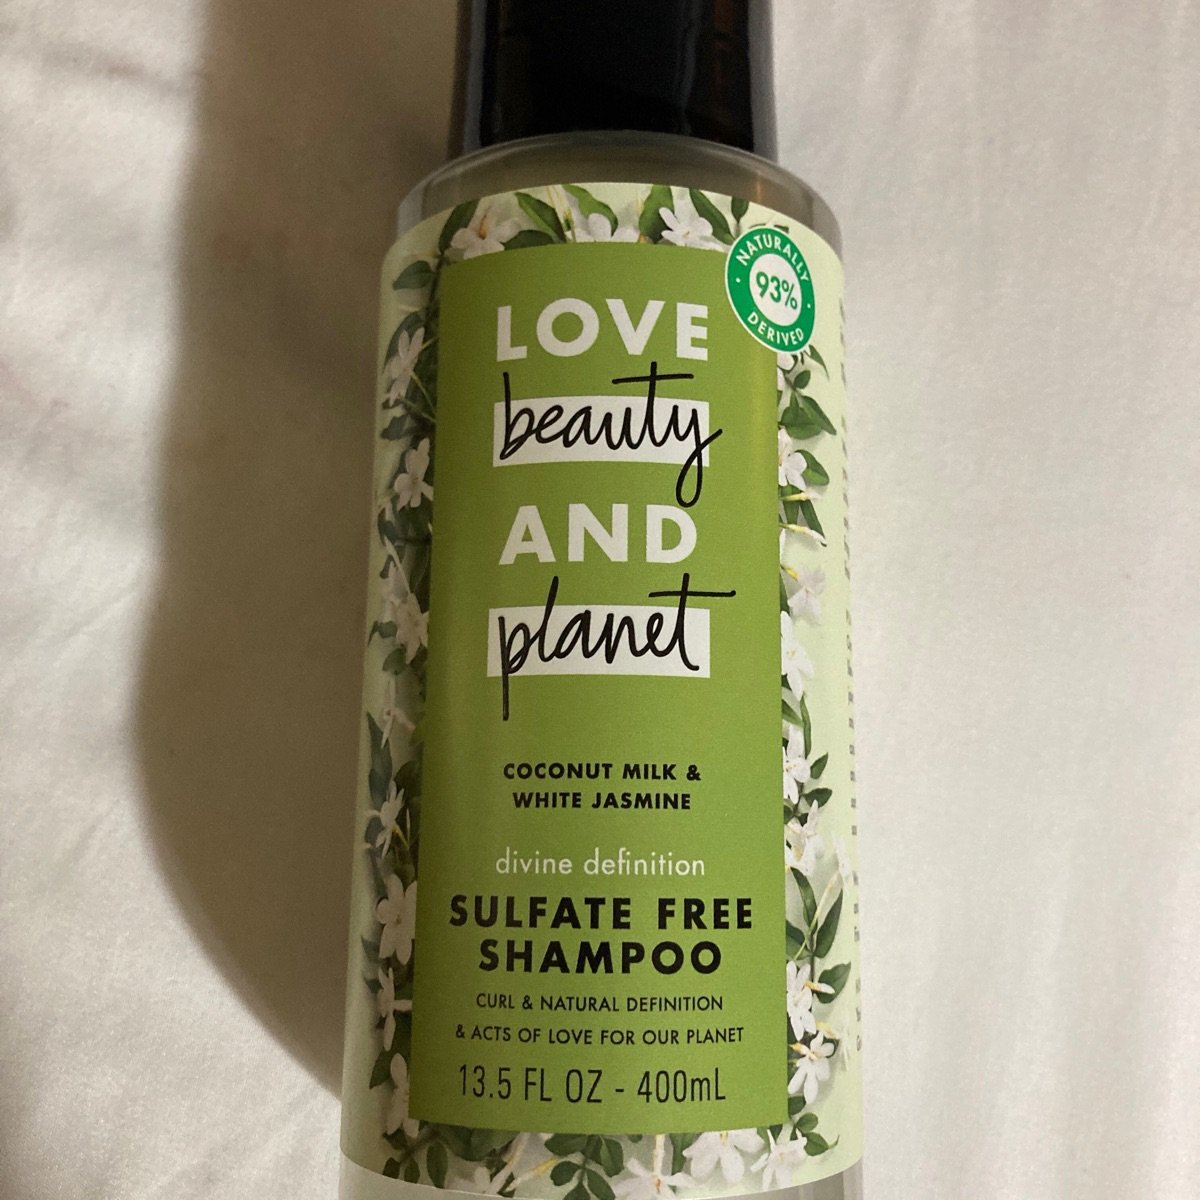 LOVE
beauty
AND
planet
NATURALLY
93%
DERIVED
COCONUT MILK &
WHITE JASMINE
divine definition
SULFATE FREE
SHAMPOO
CURL & NATURAL DEFINITION
& ACTS OF LOVE FOR OUR PLANET
13.5 FL OZ - 400mL